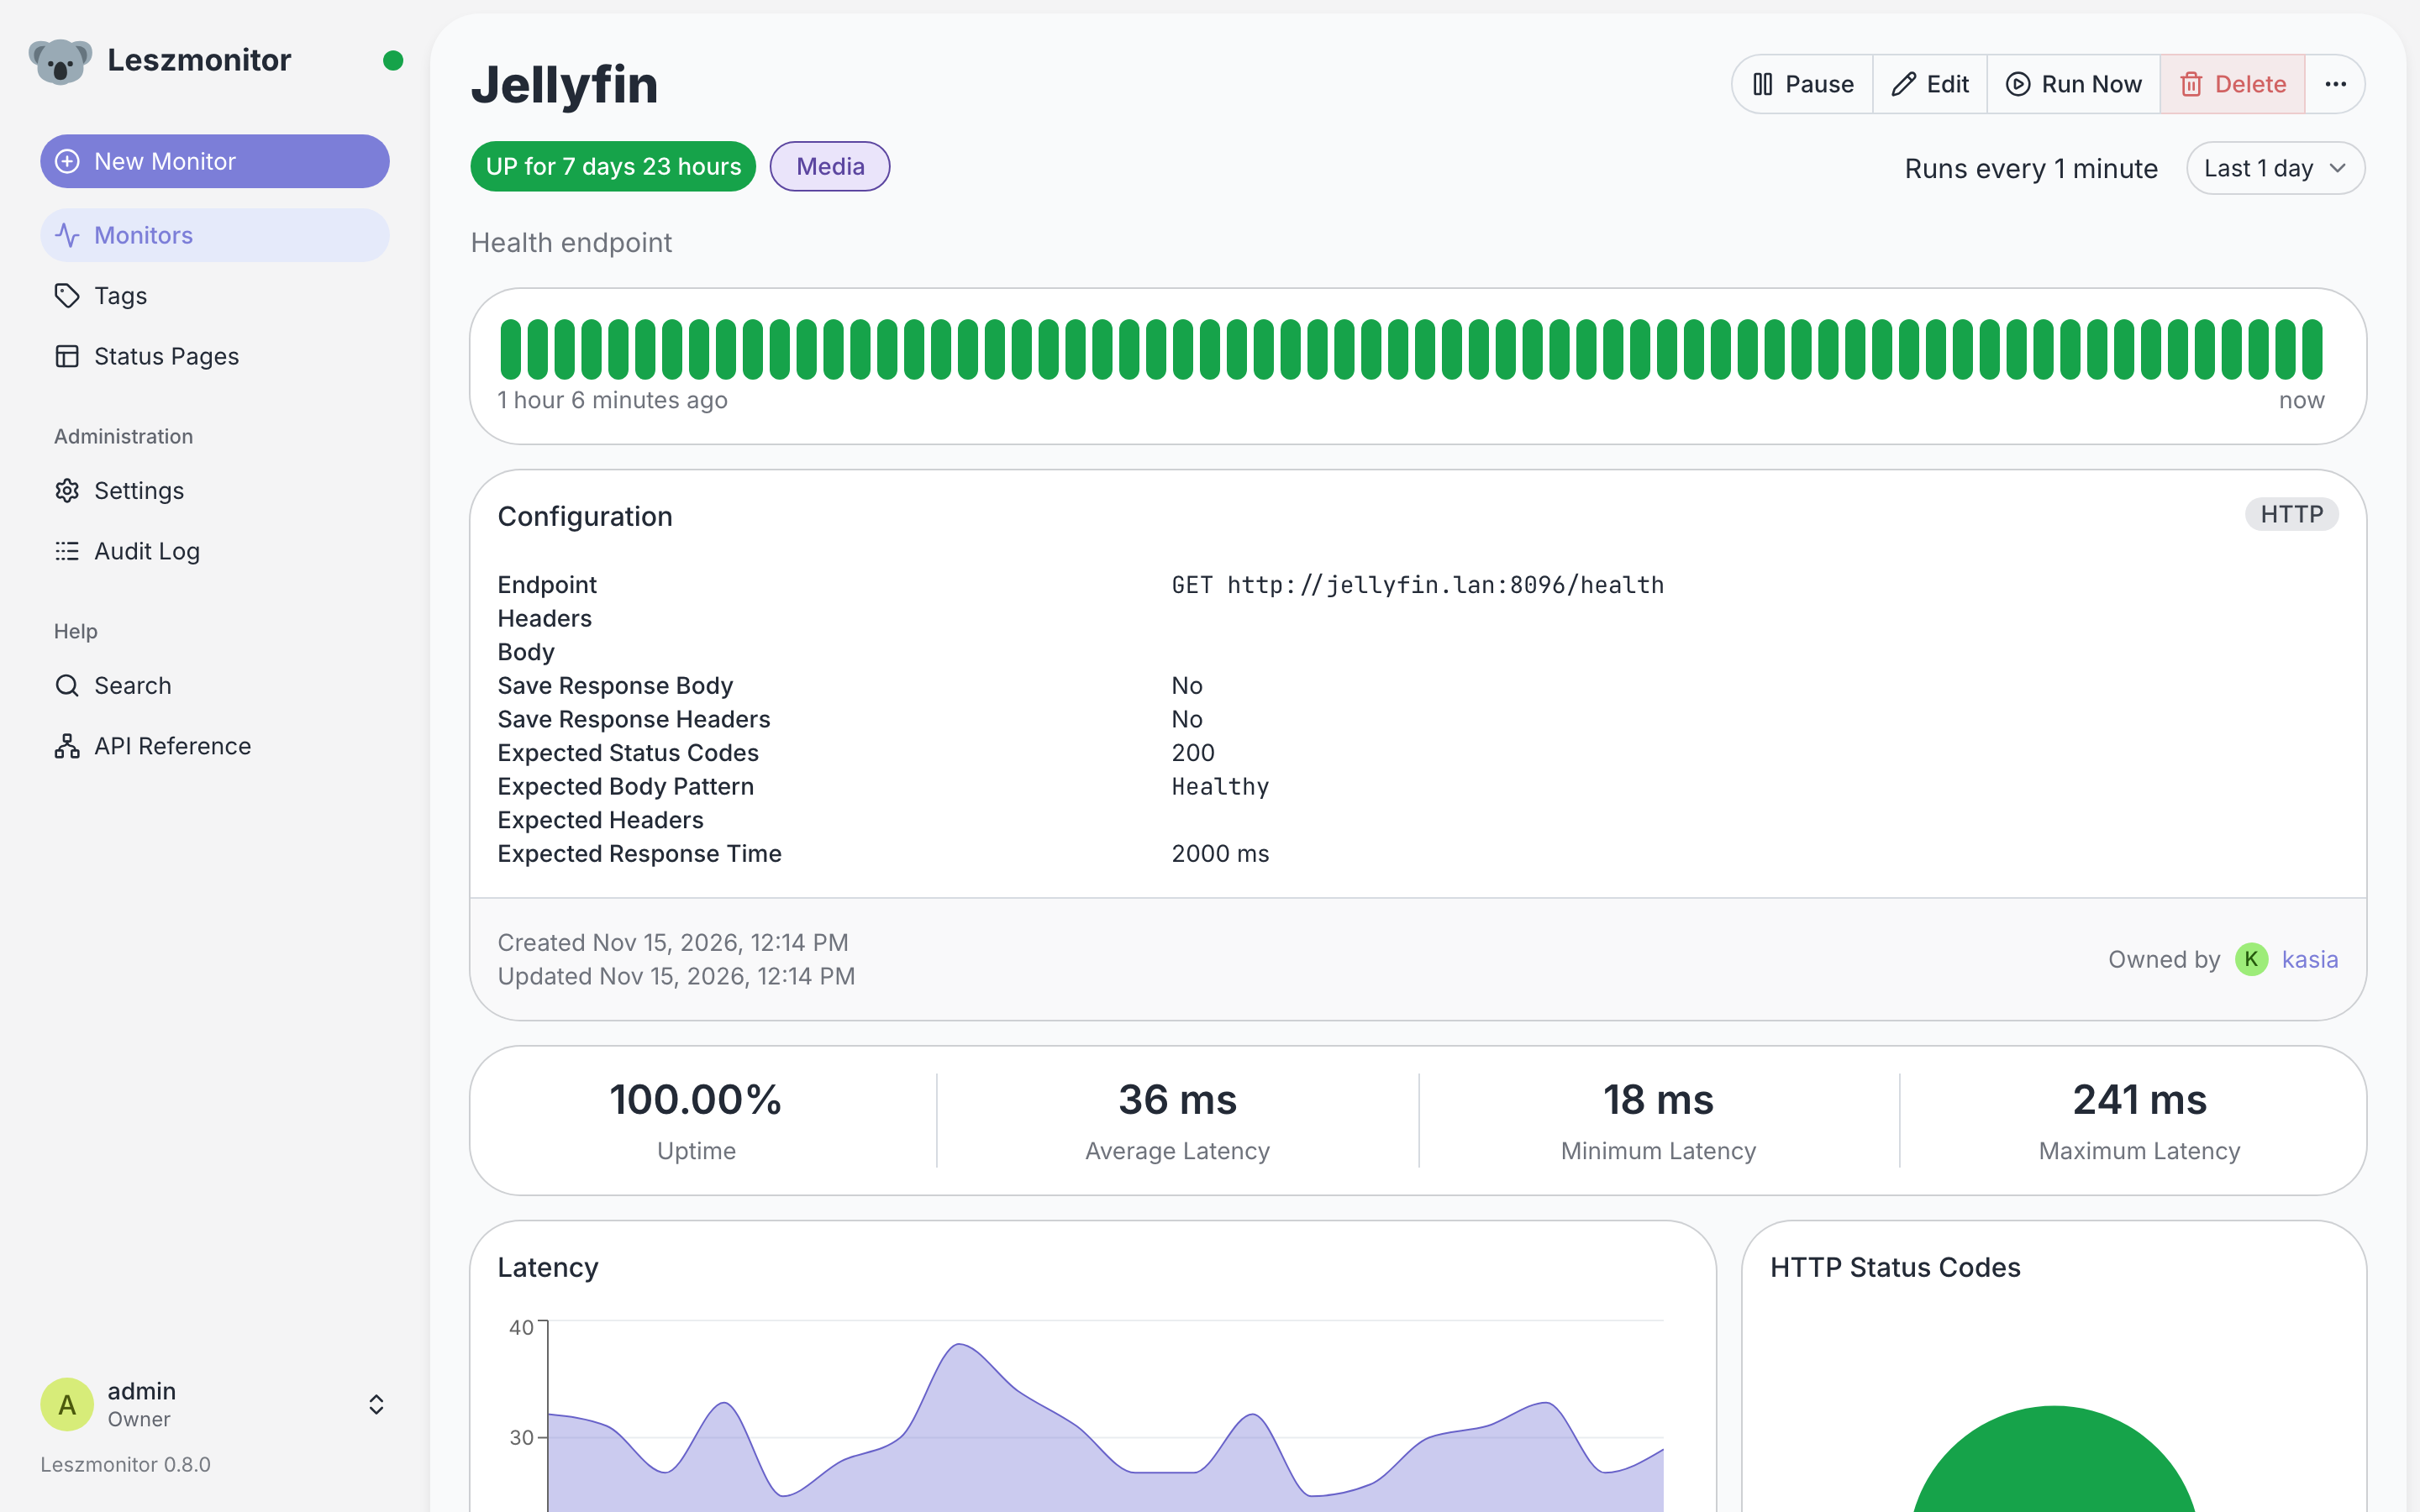 Leszmonitor
New Monitor
Monitors
Tags
Status Pages
Administration
Settings
Audit Log
Help
Search
API Reference
A
admin
Owner
Leszmonitor 0.8.0
Jellyfin
Pause
Edit
Run Now
Delete
UP for 7 days 23 hours
Media
Runs every 1 minute
Last 1 day
Health endpoint
1 hour 6 minutes ago
now
Configuration
HTTP
Endpoint GET http://jellyfin.lan:8096/health
Headers
Body
Save Response Body No
Save Response Headers No
Expected Status Codes 200
Expected Body Pattern Healthy
Expected Headers
Expected Response Time 2000 ms
Created Nov 15, 2026, 12:14 PM
Updated Nov 15, 2026, 12:14 PM
Owned by K kasia
100.00%
Uptime
36 ms
Average Latency
18 ms
Minimum Latency
241 ms
Maximum Latency
Latency
40
30
HTTP Status Codes